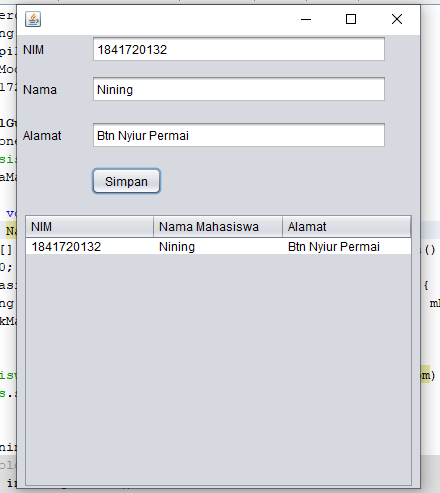 NIM
1841720132
Nama
Nining
Alamat
Btn Nyiur Permai
Simpan
NIM Nama Mahasiswa Alamat
1841720132 Nining Btn Nyiur Permai